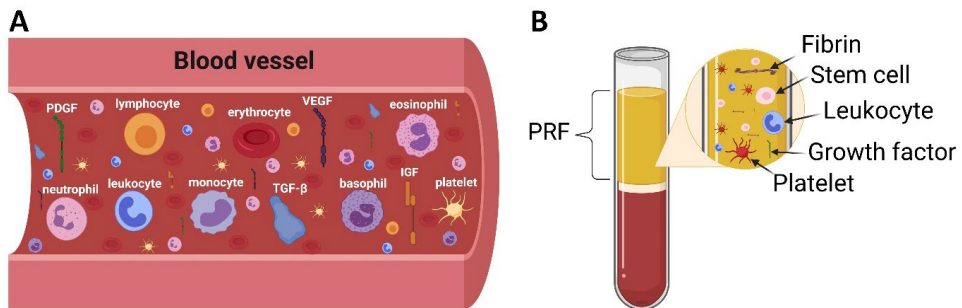 A
Blood vessel
PDGF
lymphocyte
erythrocyte
VEGF
eosinophil
neutrophil
leukocyte
monocyte
TGF-β
basophil
IGF
platelet
B
PRF
Fibrin
Stem cell
Leukocyte
Growth factor
Platelet